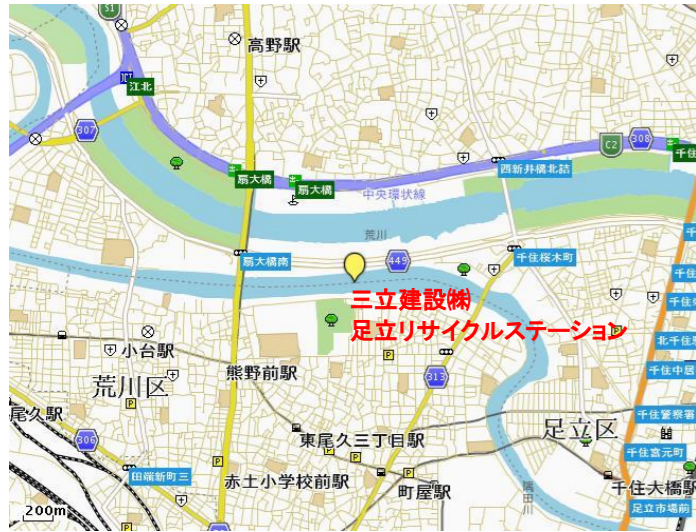 S1
高野駅
JCT
江北
307
308
C2
千住
西新井橋北詰
扇大橋
扇大橋
中央環状線
荒川
扇大橋南
449
千住桜木町
三立建設㈱
足立リサイクルステーション
小台駅
熊野前駅
荒川区
313
北千住
千住中居
尾久駅
千住警察署
306
東尾久三丁目駅
足立区
千住宮元町
田端新町三
赤土小学校前駅
町屋駅
隅田川
千住大橋駅
足立市場前
200m